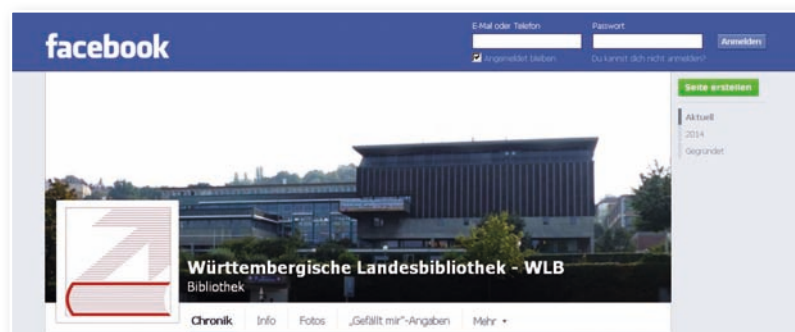 E-Mail oder Telefon Passwort
facebook Anmelden
Angemeldet bleiben Du kannst dich nicht anmelden?
Seite erstellen
Aktuell
2014
Gegründet
Württembergische Landesbibliothek - WLB
Bibliothek
Chronik Info Fotos „Gefällt mir“-Angaben Mehr